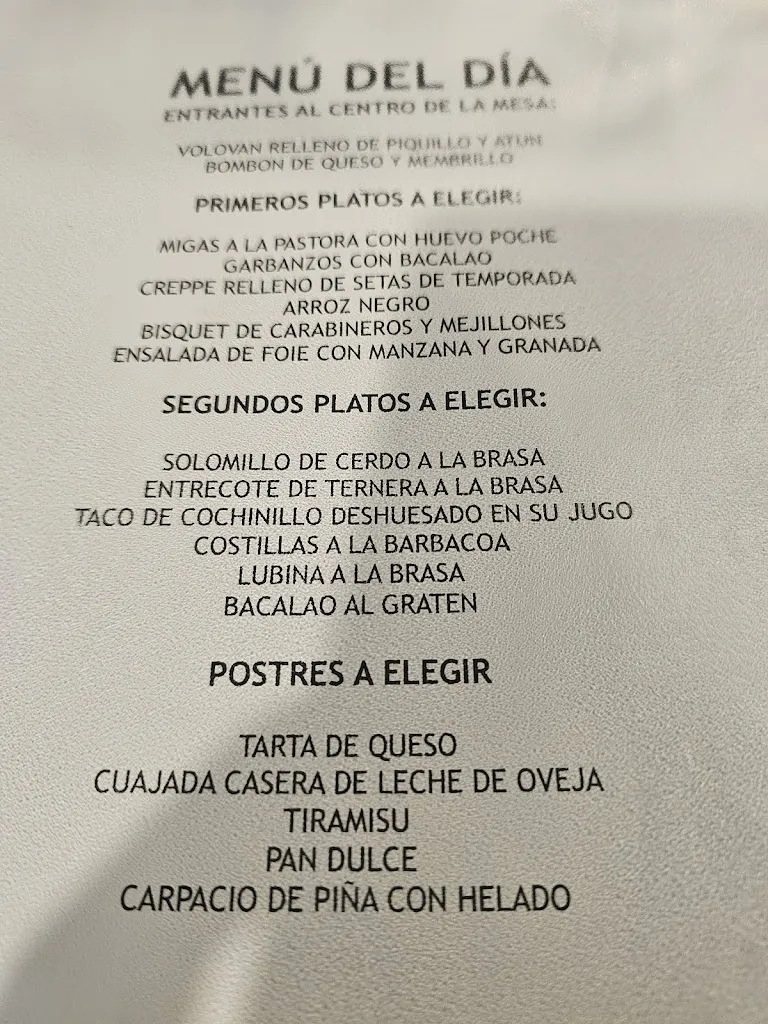 MENÚ DEL DÍA
ENTRANTES AL CENTRO DE LA MESA:
VOLOVAN RELLENO DE PIQUILLO Y ATUN
BOMBON DE QUESO Y MEMBRILLO
PRIMEROS PLATOS A ELEGIR:
MIGAS A LA PASTORA CON HUEVO POCHE
GARBANZOS CON BACALAO
CREPPE RELLENO DE SETAS DE TEMPORADA
ARROZ NEGRO
BISQUET DE CARABINEROS Y MEJILLONES
ENSALADA DE FOIE CON MANZANA Y GRANADA
SEGUNDOS PLATOS A ELEGIR:
SOLOMILLO DE CERDO A LA BRASA
ENTRECOTE DE TERNERA A LA BRASA
TACO DE COCHINILLO DESHUESADO EN SU JUGO
COSTILLAS A LA BARBACOA
LUBINA A LA BRASA
BACALAO AL GRATEN
POSTRES A ELEGIR
TARTA DE QUESO
CUAJADA CASERA DE LECHE DE OVEJA
TIRAMISU
PAN DULCE
CARPACIO DE PIÑA CON HELADO